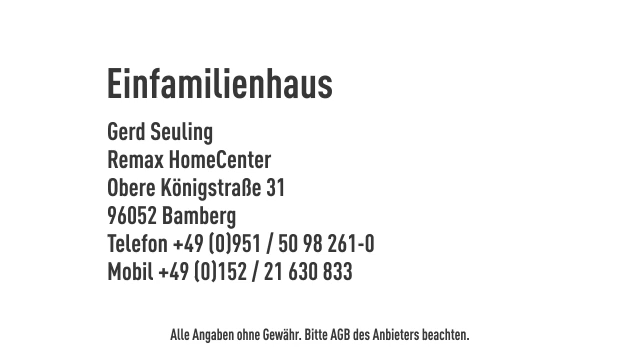 Einfamilienhaus
Gerd Seuling
Remax HomeCenter
Obere Königstraße 31
96052 Bamberg
Telefon +49 (0)951 / 50 98 261-0
Mobil +49 (0)152 / 21 630 833
Alle Angaben ohne Gewähr. Bitte AGB des Anbieters beachten.